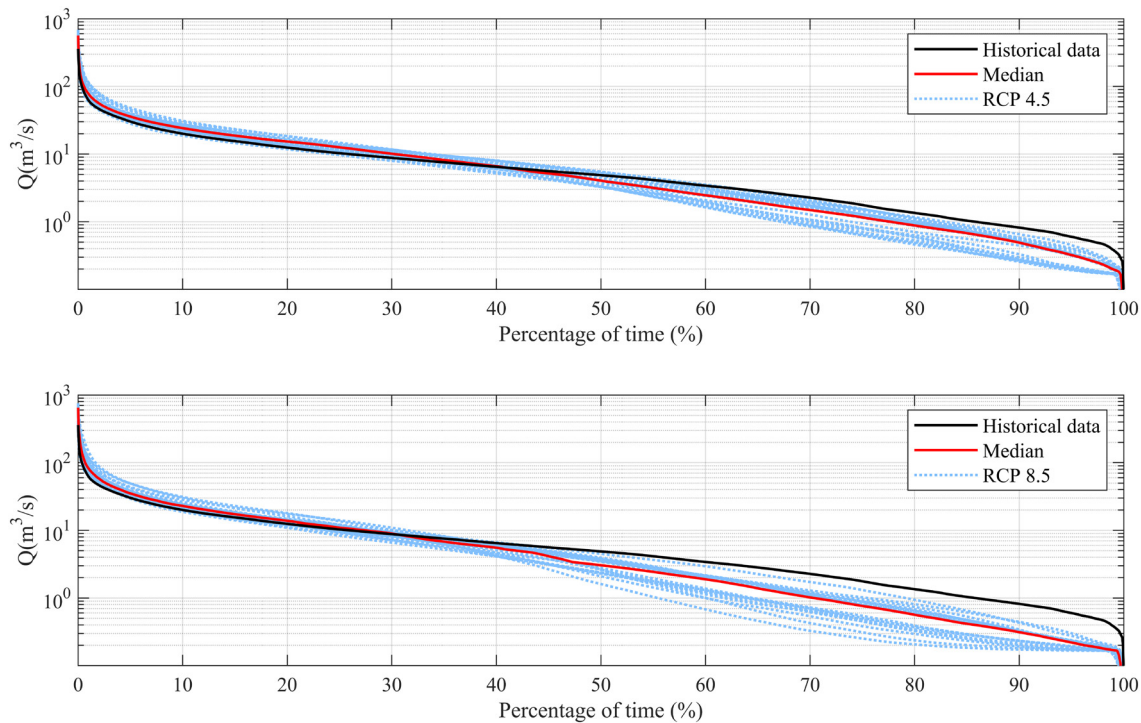 10³
10²
10¹
10⁰
Q(m³/s)
Historical data
Median
RCP 4.5
0 10 20 30 40 50 60 70 80 90 100
Percentage of time (%)
10³
10²
10¹
10⁰
Q(m³/s)
Historical data
Median
RCP 8.5
0 10 20 30 40 50 60 70 80 90 100
Percentage of time (%)